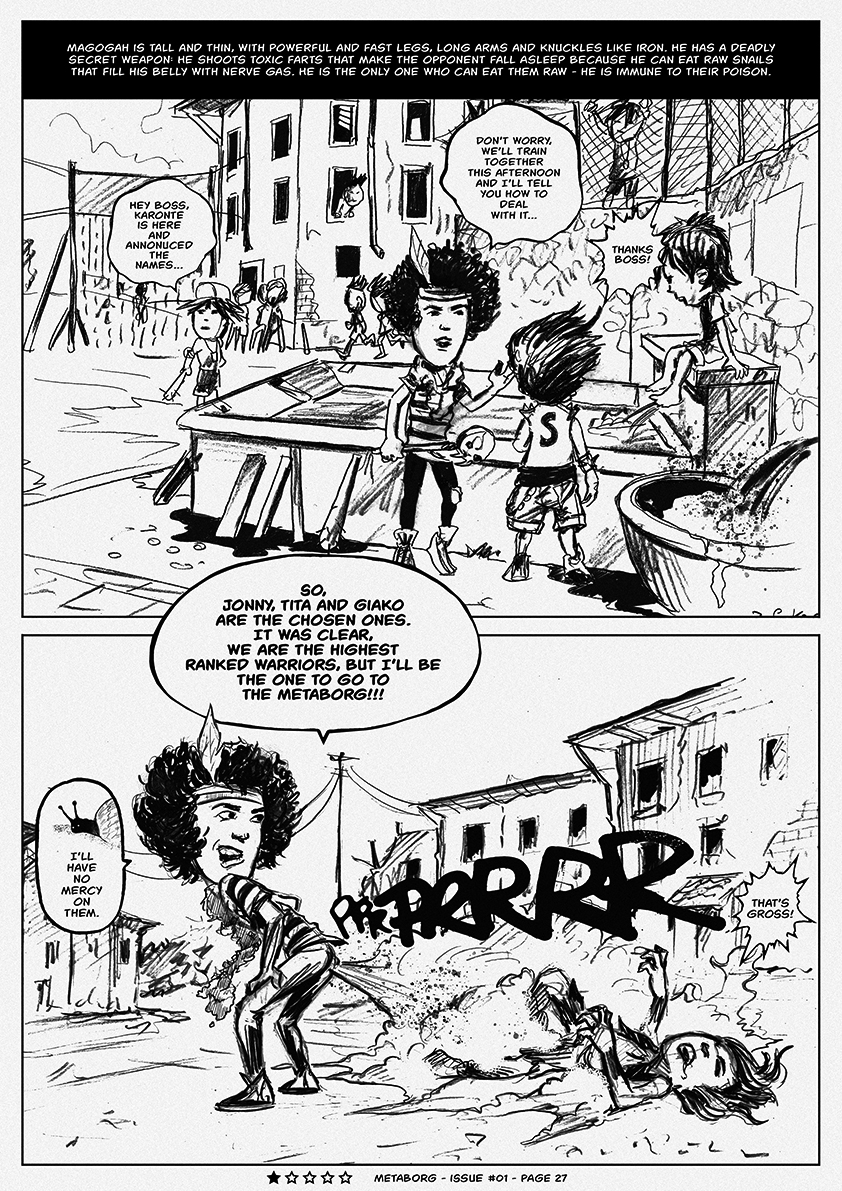 MAGOGAH IS TALL AND THIN, WITH POWERFUL AND FAST LEGS, LONG ARMS AND KNUCKLES LIKE IRON. HE HAS A DEADLY
SECRET WEAPON: HE SHOOTS TOXIC FARTS THAT MAKE THE OPPONENT FALL ASLEEP BECAUSE HE CAN EAT RAW SNAILS
THAT FILL HIS BELLY WITH NERVE GAS. HE IS THE ONLY ONE WHO CAN EAT THEM RAW - HE IS IMMUNE TO THEIR POISON.
HEY BOSS,
KARONTE
IS HERE
AND
ANNONUCED
THE
NAMES...
DON'T WORRY,
WE'LL TRAIN
TOGETHER
THIS AFTERNOON
AND I'LL TELL
YOU HOW TO
DEAL
WITH IT...
THANKS
BOSS!
S
SO,
JONNY, TITA AND GIAKO
ARE THE CHOSEN ONES.
IT WAS CLEAR,
WE ARE THE HIGHEST
RANKED WARRIORS, BUT I'LL BE
THE ONE TO GO TO
THE METABORG!!!
I'LL
HAVE
NO
MERCY
ON
THEM.
PRRPRRRRR
THAT'S
GROSS!
METABORG - ISSUE #01 - PAGE 27